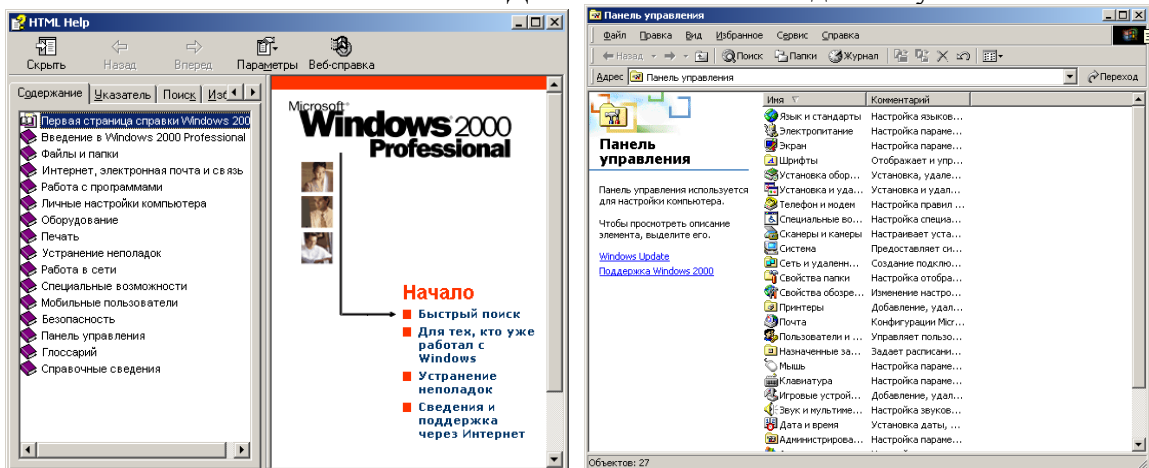 HTML Help
Скрыть Назад Вперед Параметры Веб-справка
Содержание Указатель Поиск
Первая страница справки Windows 200
Введение в Windows 2000 Professional
Файлы и папки
Интернет, электронная почта и связь
Работа с программами
Личные настройки компьютера
Оборудование
Печать
Устранение неполадок
Работа в сети
Специальные возможности
Мобильные пользователи
Безопасность
Панель управления
Глоссарий
Справочные сведения
Microsoft
Windows 2000
Professional
Начало
Быстрый поиск
Для тех, кто уже
работал с
Windows
Устранение
неполадок
Сведения и
поддержка
через Интернет
Панель управления
Файл Правка Вид Избранное Сервис Справка
Назад Поиск Папки Журнал
Адрес Панель управления Переход
Панель
управления
Панель управления используется
для настройки компьютера.
Чтобы просмотреть описание
элемента, выделите его.
Windows Update
Поддержка Windows 2000
Имя Комментарий
Язык и стандарты Настройка языков...
Электропитание Настройка параме...
Экран Настройка параме...
Шрифты Отображает и упр...
Установка обор... Установка, удале...
Установка и уда... Установка и удал...
Телефон и модем Настройка правил ...
Специальные во... Настройка специа...
Сканеры и камеры Настраивает уста...
Система Предоставляет си...
Сеть и удаленн... Создание подклю...
Свойства папки Настройка отобра...
Свойства обозре... Изменение настро...
Принтеры Добавление, удал...
Почта Конфигурации Micr...
Пользователи и ... Управляет пользо...
Назначенные за... Задает расписани...
Мышь Настройка параме...
Клавиатура Настройка параме...
Игровые устрой... Добавление, удал...
Звук и мультиме... Настройка звуков...
Дата и время Установка даты, ...
Администрирова... Настройка параме...
Объектов: 27